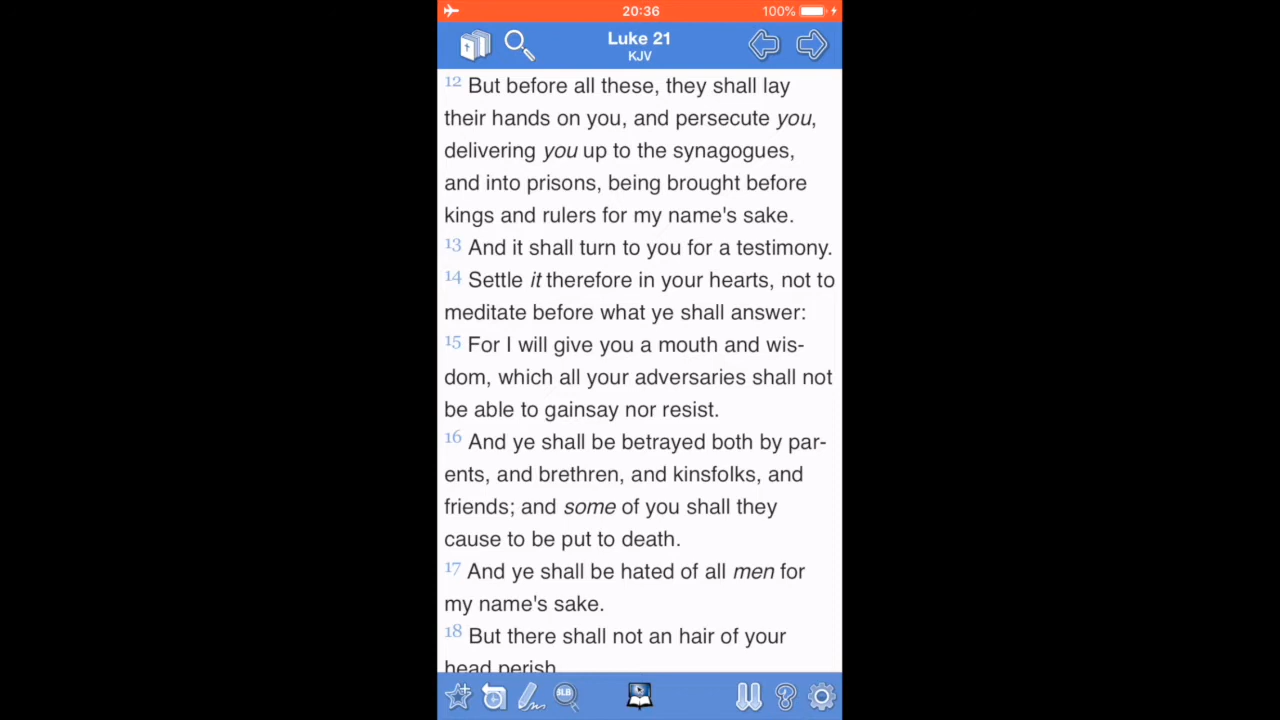 20:36
100%
Luke 21
KJV
12 But before all these, they shall lay
their hands on you, and persecute you,
delivering you up to the synagogues,
and into prisons, being brought before
kings and rulers for my name's sake.
13 And it shall turn to you for a testimony.
14 Settle it therefore in your hearts, not to
meditate before what ye shall answer:
15 For I will give you a mouth and wis-
dom, which all your adversaries shall not
be able to gainsay nor resist.
16 And ye shall be betrayed both by par-
ents, and brethren, and kinsfolks, and
friends; and some of you shall they
cause to be put to death.
17 And ye shall be hated of all men for
my name's sake.
18 But there shall not an hair of your
head perish
BLB